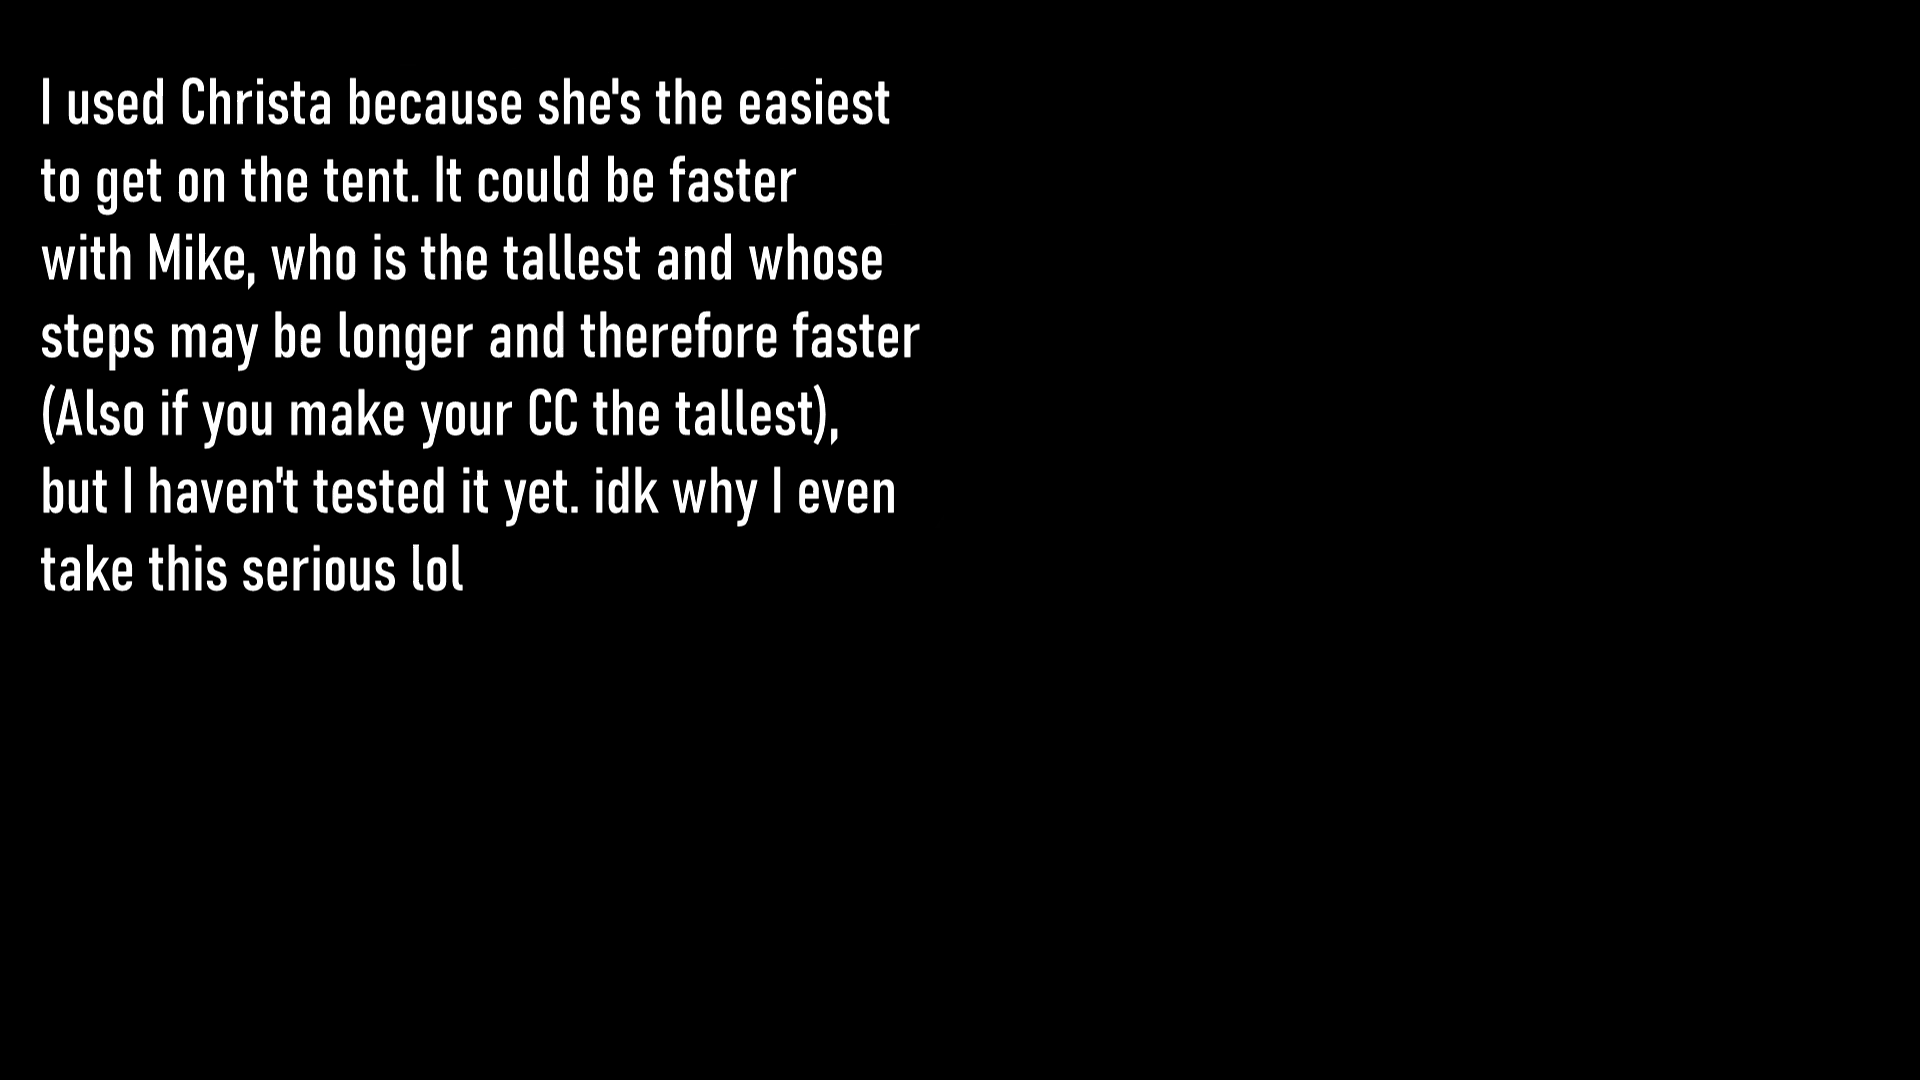 I used Christa because she's the easiest
to get on the tent. It could be faster
with Mike, who is the tallest and whose
steps may be longer and therefore faster
(Also if you make your CC the tallest),
but I haven't tested it yet. idk why I even
take this serious lol